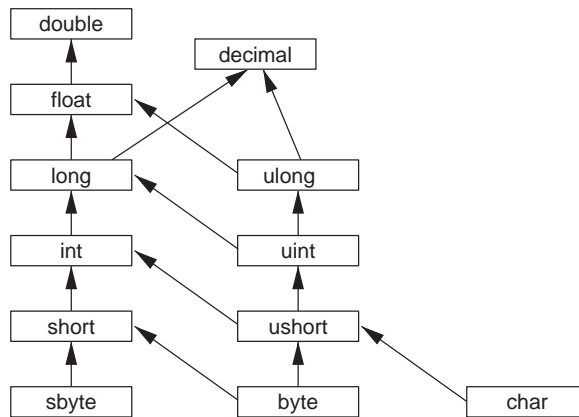 double
decimal
float
long
ulong
int
uint
short
ushort
sbyte
byte
char